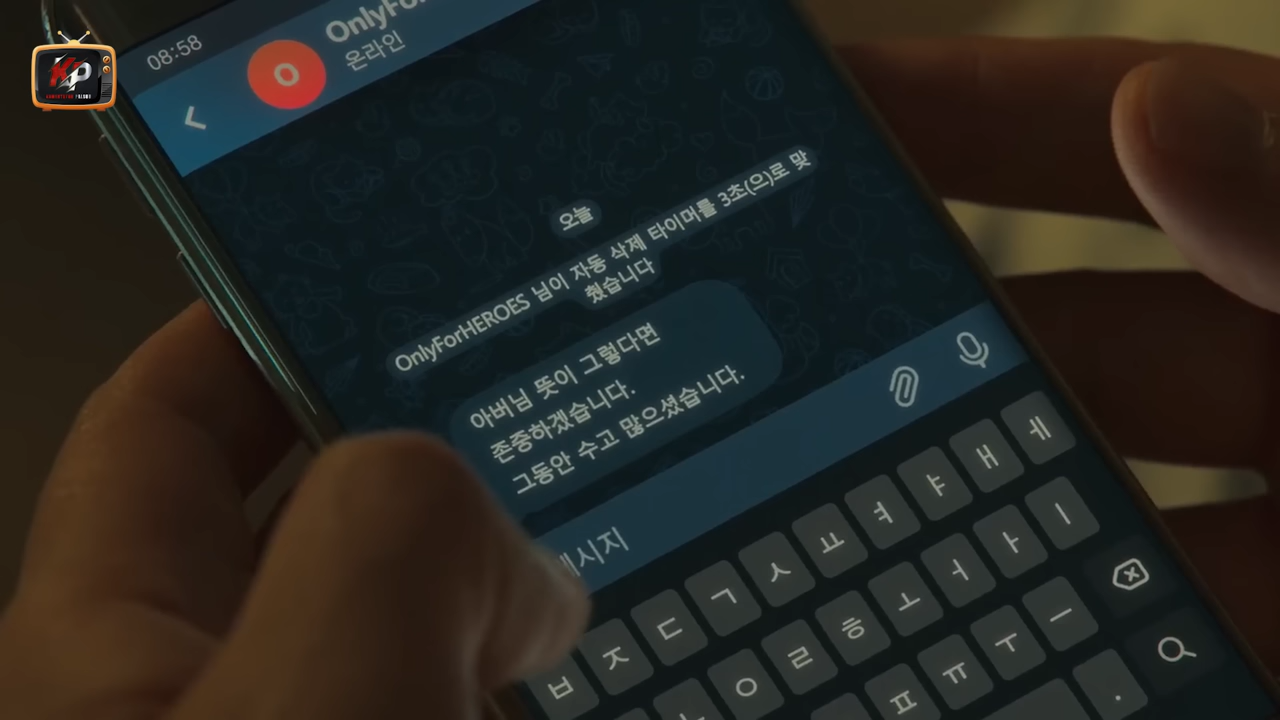 KP
08:58
OnlyFor
온라인
오늘
OnlyForHEROES 님이 자동 삭제 타이머를 3초(으)로 맞
췄습니다
아버님 뜻이 그렇다면
존중하겠습니다.
그동안 수고 많으셨습니다.
메시지
ㅂ ㅈ ㄷ ㄱ ㅅ ㅛ ㅕ ㅑ ㅐ ㅔ
ㅇ ㄹ ㅎ ㅗ ㅓ ㅏ ㅣ
ㅍ ㅠ ㅜ ㅡ
.